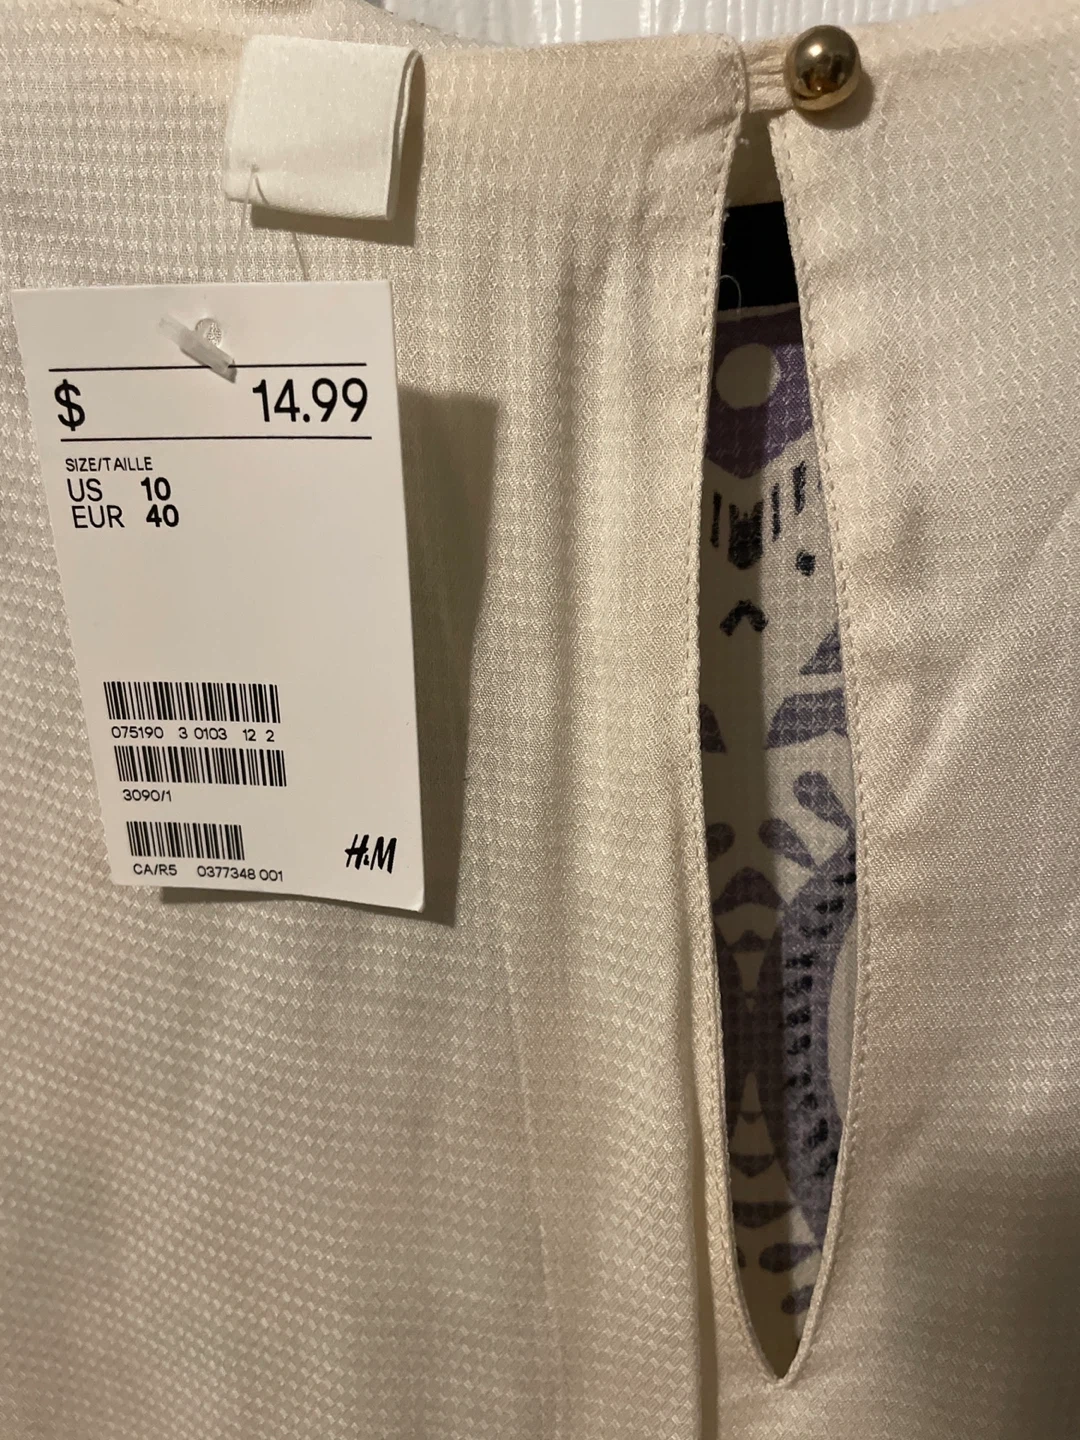 $ 14.99
SIZE/TAILLE
US 10
EUR 40
075190 3 0103 12 2
3090/1
CA/R5 0377348 001
H&M